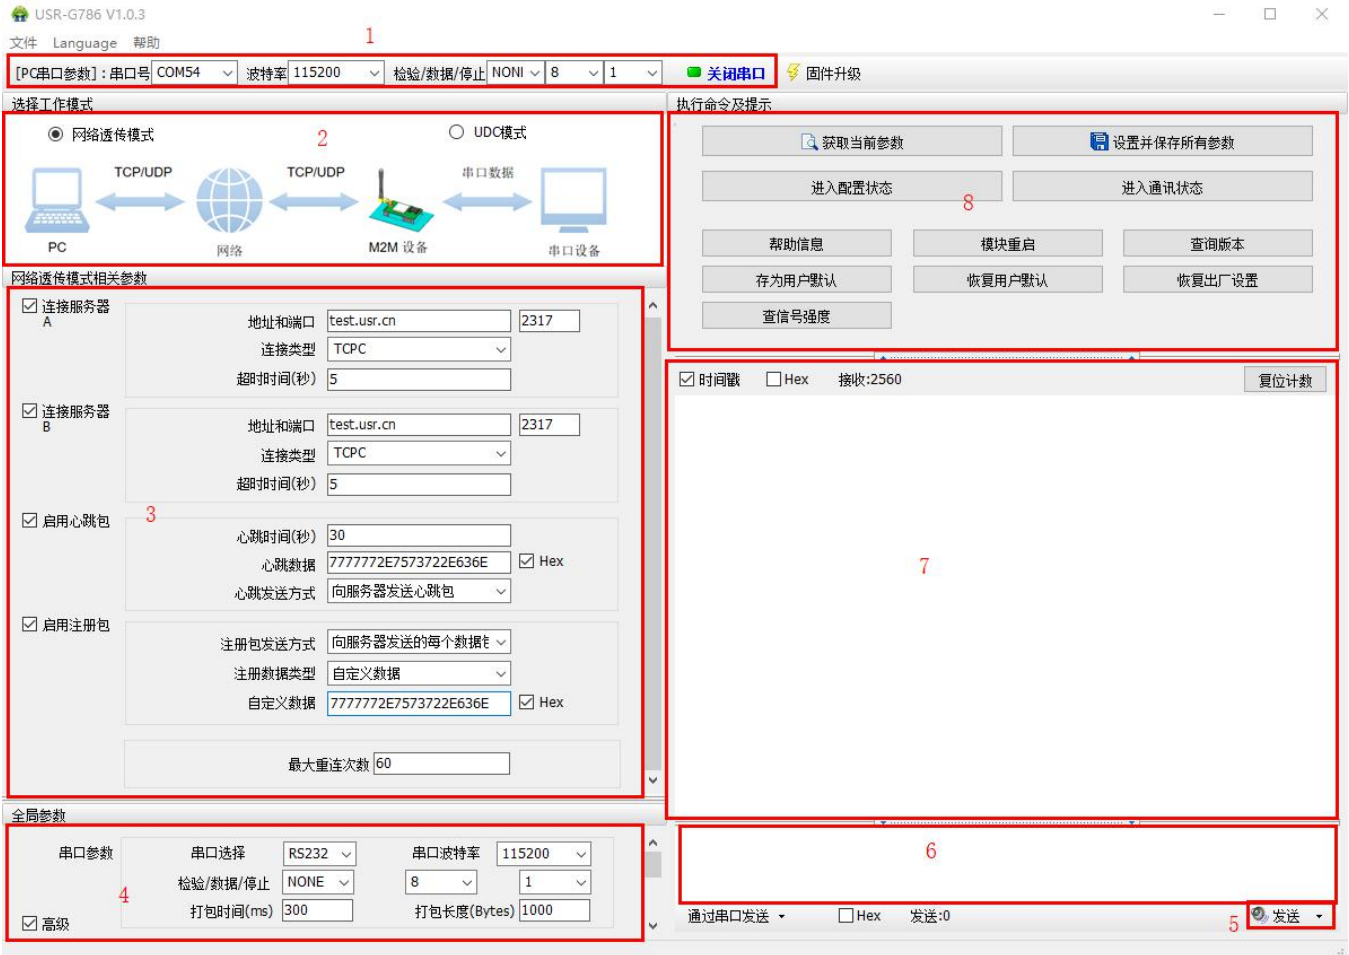 USR-G786 V1.0.3
文件 Language 帮助
1
[PC串口参数]：串口号 COM54 波特率 115200 检验/数据/停止 NONI 8 1 关闭串口 固件升级
选择工作模式
网络透传模式 UDC模式
2
TCP/UDP TCP/UDP 串口数据
PC 网络 M2M 设备 串口设备
网络透传模式相关参数
连接服务器
A
地址和端口 test.usr.cn 2317
连接类型 TCPC
超时时间(秒) 5
连接服务器
B
地址和端口 test.usr.cn 2317
连接类型 TCPC
超时时间(秒) 5
3
启用心跳包
心跳时间(秒) 30
心跳数据 7777772E7573722E636E Hex
心跳发送方式 向服务器发送心跳包
启用注册包
注册包发送方式 向服务器发送的每个数据包
注册数据类型 自定义数据
自定义数据 7777772E7573722E636E Hex
最大重连次数 60
全局参数
串口参数 串口选择 RS232 串口波特率 115200
检验/数据/停止 NONE 8 1
4
打包时间(ms) 300 打包长度(Bytes) 1000
高级
执行命令及提示
获取当前参数 设置并保存所有参数
进入配置状态 进入通讯状态
8
帮助信息 模块重启 查询版本
存为用户默认 恢复用户默认 恢复出厂设置
查信号强度
时间戳 Hex 接收:2560 复位计数
7
6
通过串口发送 Hex 发送:0 5 发送